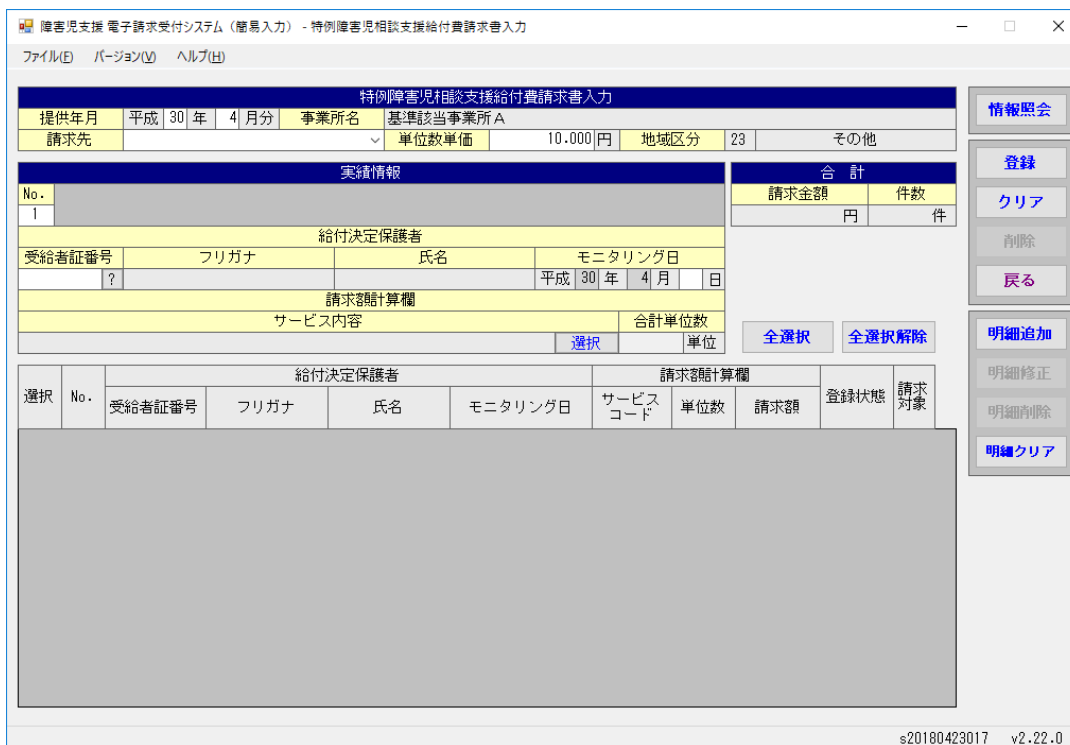 障害児支援 電子請求受付システム（簡易入力） - 特例障害児相談支援給付費請求書入力
ファイル(F) バージョン(V) ヘルプ(H)
特例障害児相談支援給付費請求書入力
提供年月 平成 30 年 4 月分 事業所名 基準該当事業所A
請求先 単位数単価 10.000 円 地域区分 23 その他
実績情報
No.
1
給付決定保護者
受給者証番号 フリガナ 氏名 モニタリング日
? 平成 30 年 4 月 日
請求額計算欄
サービス内容 合計単位数
選択 単位
合 計
請求金額 件数
円 件
全選択 全選択解除
選択 No. 給付決定保護者 請求額計算欄 登録状態 請求対象
受給者証番号 フリガナ 氏名 モニタリング日 サービスコード 単位数 請求額
情報照会
登録
クリア
削除
戻る
明細追加
明細修正
明細削除
明細クリア
s20180423017 v2.22.0